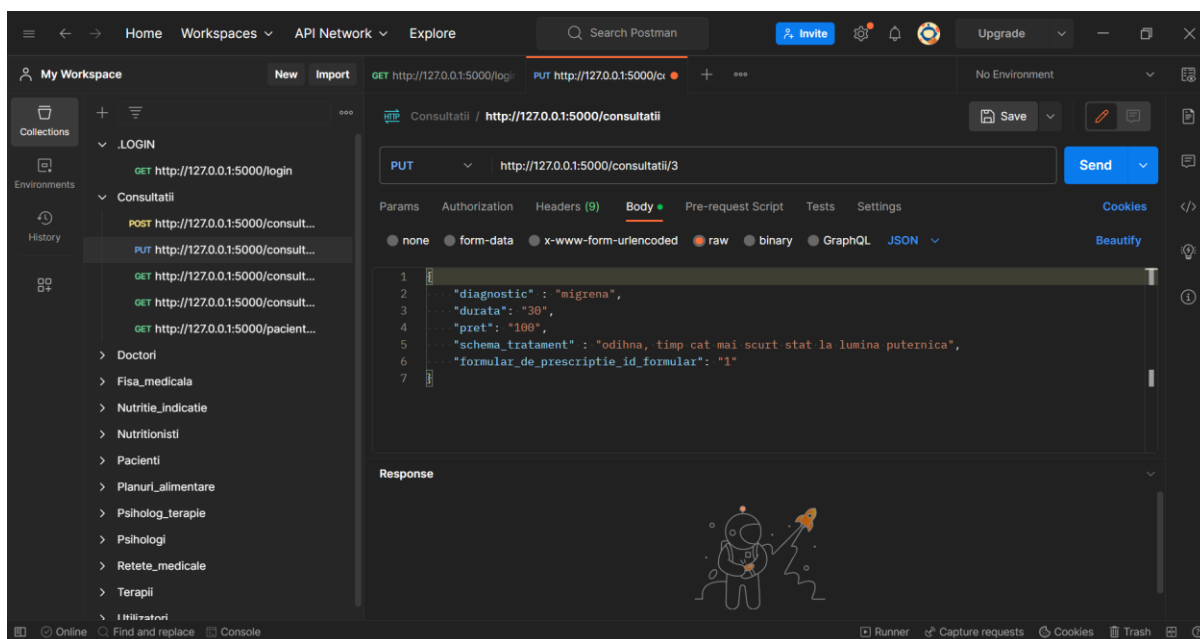 Home Workspaces API Network Explore Search Postman Invite Upgrade
My Workspace New Import GET http://127.0.0.1:5000/logi PUT http://127.0.0.1:5000/c No Environment
Collections
Environments
History
.LOGIN
GET http://127.0.0.1:5000/login
Consultatii
POST http://127.0.0.1:5000/consult...
PUT http://127.0.0.1:5000/consult...
GET http://127.0.0.1:5000/consult...
GET http://127.0.0.1:5000/consult...
GET http://127.0.0.1:5000/pacient...
Doctori
Fisa_medicala
Nutritie_indicatie
Nutritionisti
Pacienti
Planuri_alimentare
Psiholog_terapie
Psihologi
Retete_medicale
Terapii
Utilizatori
HTTP Consultatii / http://127.0.0.1:5000/consultatii Save
PUT http://127.0.0.1:5000/consultatii/3 Send
Params Authorization Headers (9) Body Pre-request Script Tests Settings Cookies
none form-data x-www-form-urlencoded raw binary GraphQL JSON Beautify
1 {
2 "diagnostic" : "migrena",
3 "durata": "30",
4 "pret": "100",
5 "schema_tratament" : "odihna, timp cat mai scurt stat la lumina puternica",
6 "formular_de_prescriptie_id_formular": "1"
7 }
Response
Online Find and replace Console Runner Capture requests Cookies Trash